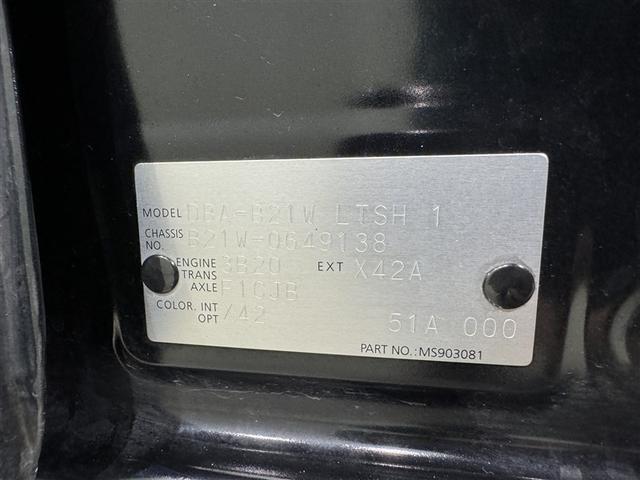 MODEL DBA-B21W LTSH 1
CHASSIS NO. B21W-0649138
ENGINE 3B20 EXT X42A
TRANS AXLE F1CJB
COLOR. INT OPT /42 51A 000
PART NO.:MS903081